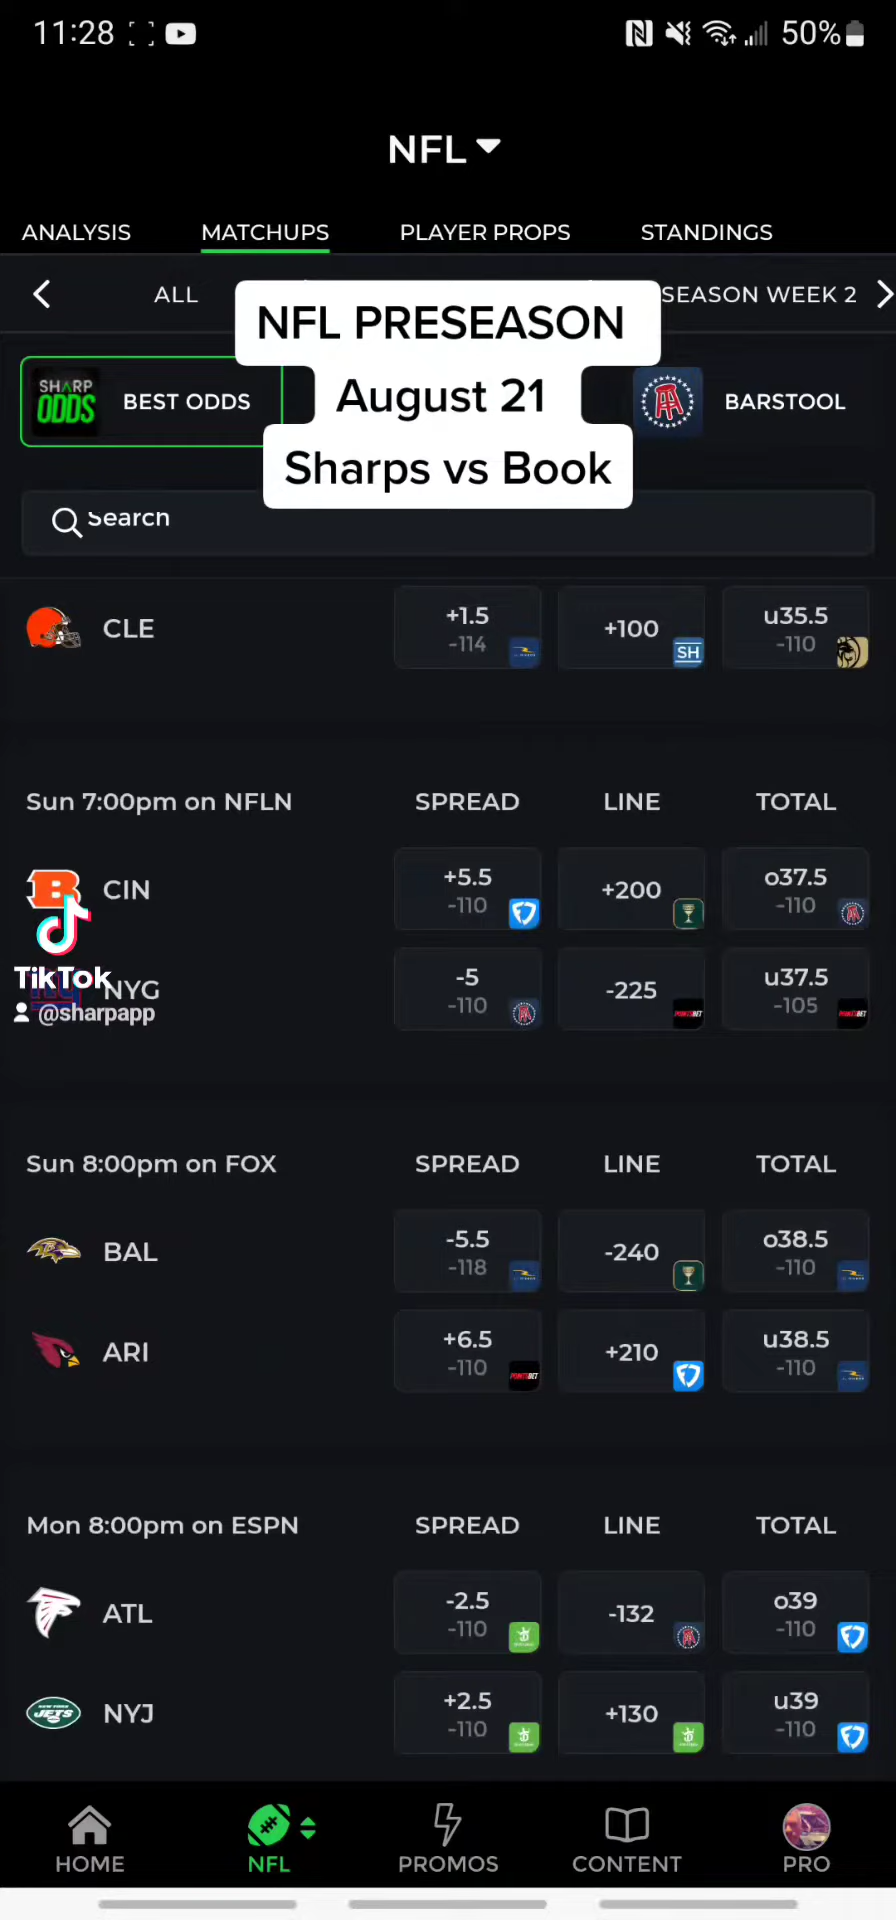 11:28
50%
NFL
ANALYSIS MATCHUPS PLAYER PROPS STANDINGS
ALL SEASON WEEK 2
NFL PRESEASON
August 21
Sharps vs Book
SHARP ODDS BEST ODDS BARSTOOL
Search
CLE +1.5 +100 u35.5
-114 SH -110
Sun 7:00pm on NFLN SPREAD LINE TOTAL
CIN +5.5 +200 o37.5
-110 -110
NYG -5 -225 u37.5
-110 POINTSBET -105 POINTSBET
TikTok
@sharpapp
Sun 8:00pm on FOX SPREAD LINE TOTAL
BAL -5.5 -240 o38.5
-118 -110
ARI +6.5 +210 u38.5
-110 POINTSBET -110
Mon 8:00pm on ESPN SPREAD LINE TOTAL
ATL -2.5 -132 o39
-110 -110
JETS NYJ +2.5 +130 u39
-110 -110
HOME NFL PROMOS CONTENT PRO